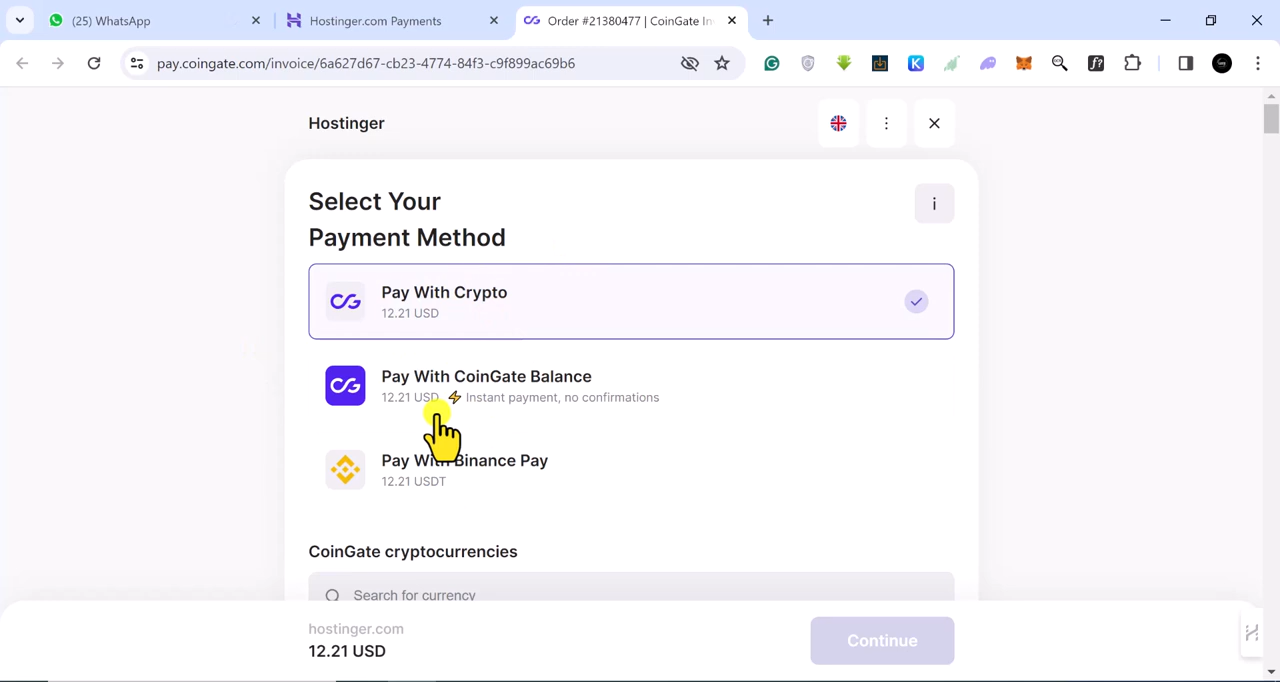 (25) WhatsApp
Hostinger.com Payments
Order #21380477 | CoinGate In
pay.coingate.com/invoice/6a627d67-cb23-4774-84f3-c9f899ac69b6
Hostinger
Select Your
Payment Method
i
Pay With Crypto
12.21 USD
Pay With CoinGate Balance
12.21 USD ⚡ Instant payment, no confirmations
Pay With Binance Pay
12.21 USDT
CoinGate cryptocurrencies
Search for currency
hostinger.com
12.21 USD
Continue